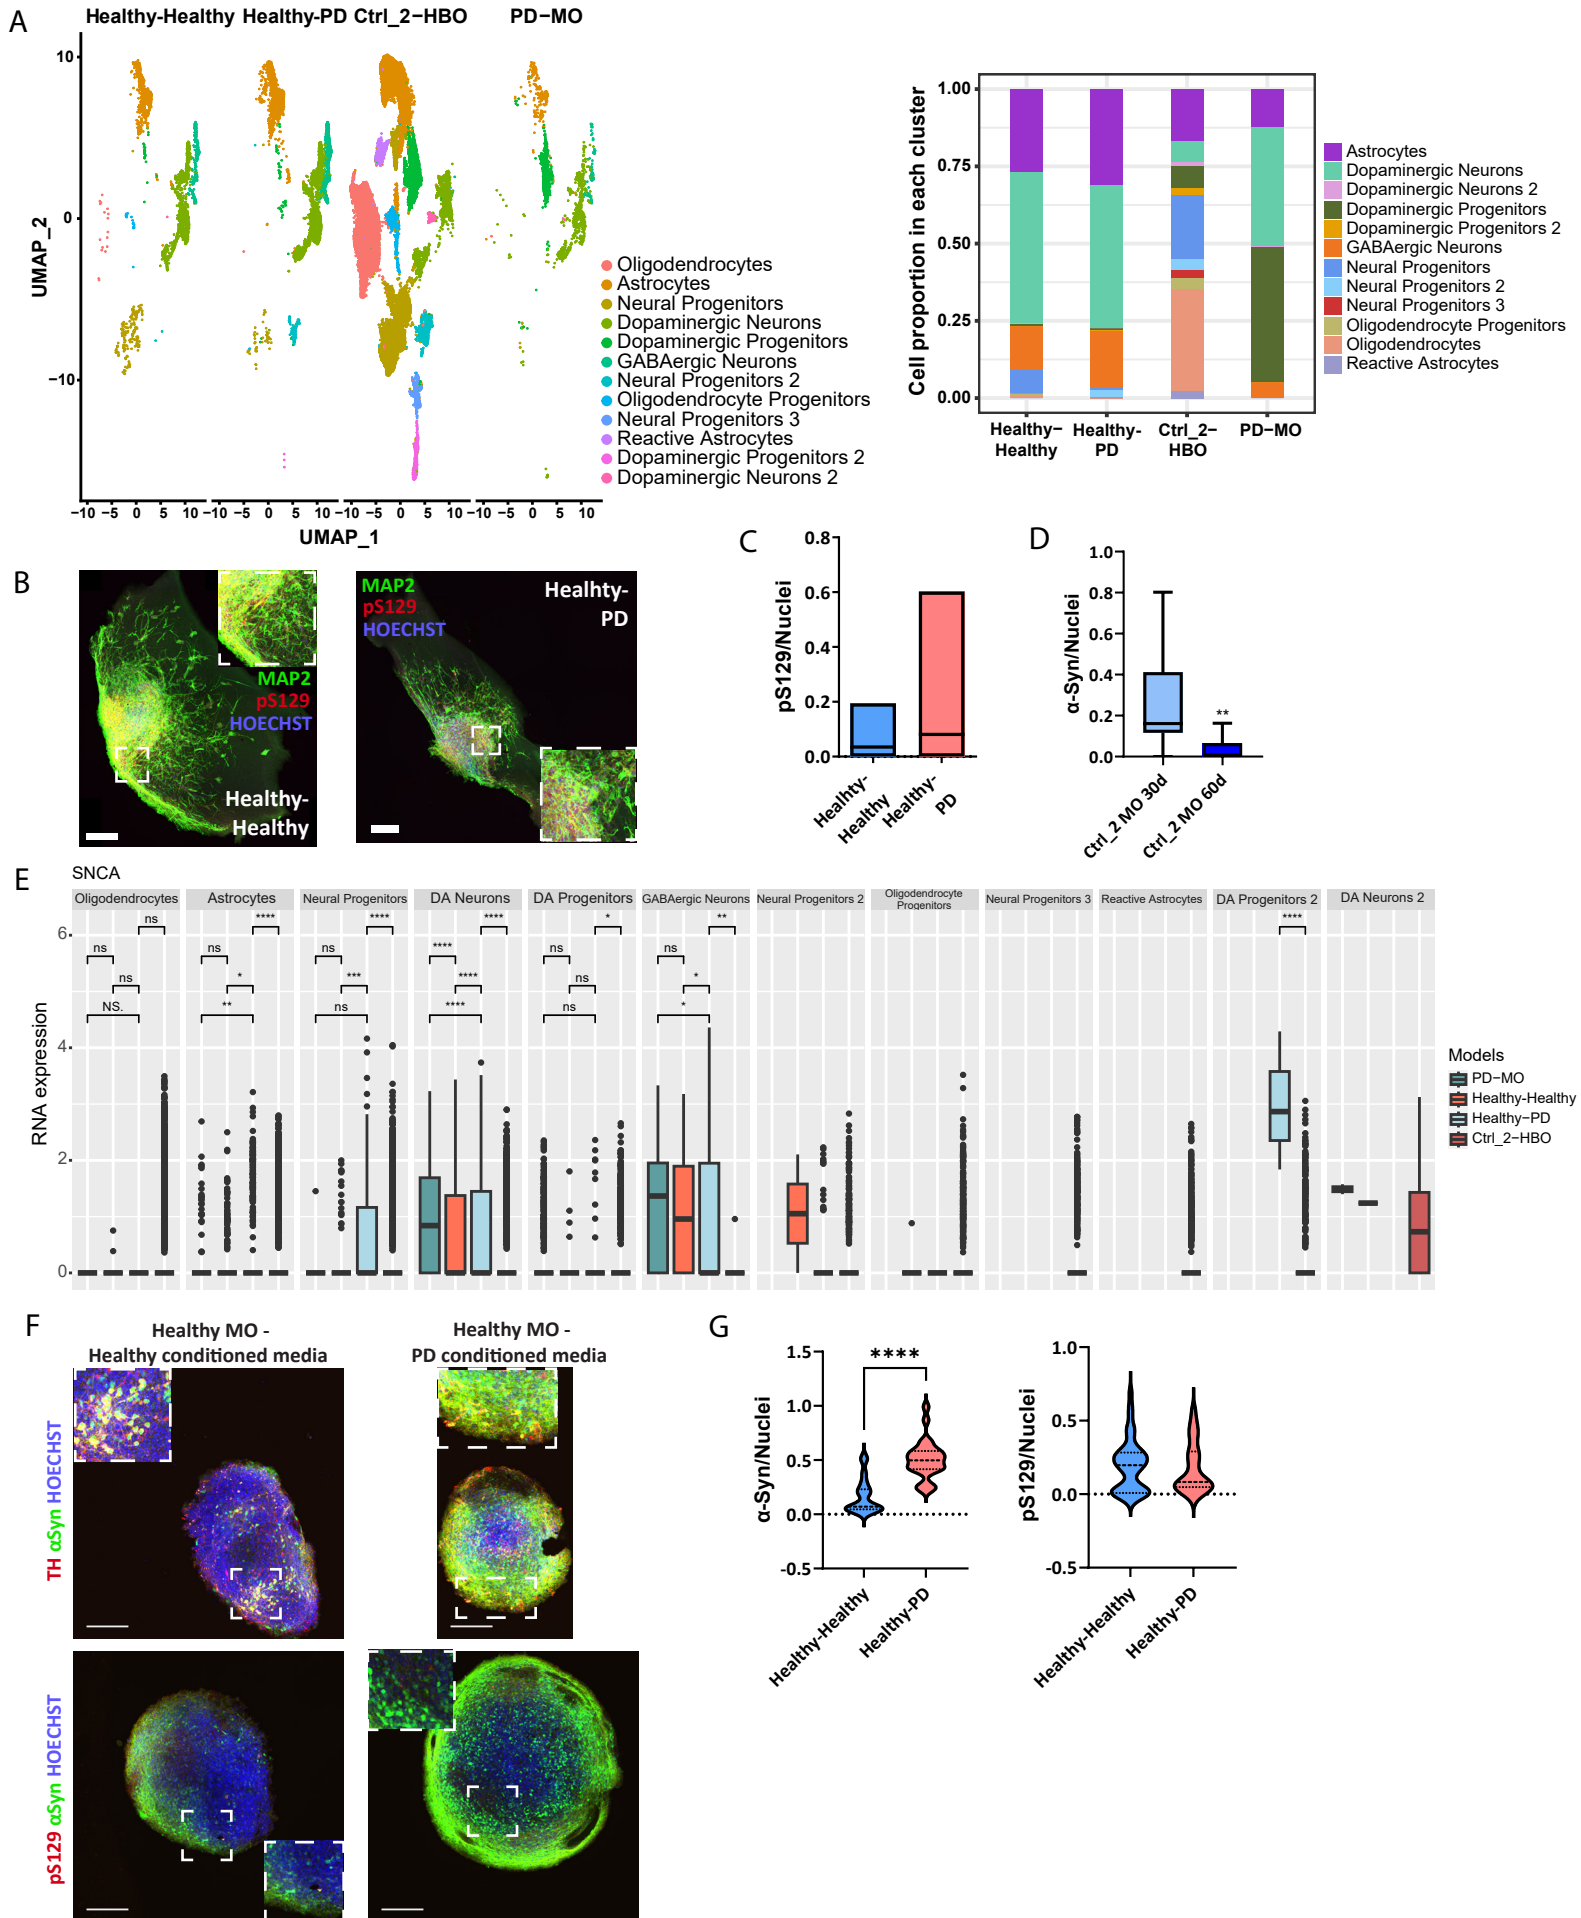 A
Healthy-Healthy Healthy-PD Ctrl_2−HBO PD−MO
UMAP_2
10
0
−10
−10 −5 0 5 10 −10 −5 0 5 10 −10 −5 0 5 10 −10 −5 0 5 10
UMAP_1
Oligodendrocytes
Astrocytes
Neural Progenitors
Dopaminergic Neurons
Dopaminergic Progenitors
GABAergic Neurons
Neural Progenitors 2
Oligodendrocyte Progenitors
Neural Progenitors 3
Reactive Astrocytes
Dopaminergic Progenitors 2
Dopaminergic Neurons 2
Cell proportion in each cluster
1.00
0.75
0.50
0.25
0.00
Healthy−
Healthy
Healthy-
PD
Ctrl_2−
HBO
PD−MO
Astrocytes
Dopaminergic Neurons
Dopaminergic Neurons 2
Dopaminergic Progenitors
Dopaminergic Progenitors 2
GABAergic Neurons
Neural Progenitors
Neural Progenitors 2
Neural Progenitors 3
Oligodendrocyte Progenitors
Oligodendrocytes
Reactive Astrocytes
B
MAP2
pS129
HOECHST
Healthy-
Healthy
MAP2
pS129
HOECHST
Healhty-
PD
C
pS129/Nuclei
0.8
0.6
0.4
0.2
0.0
Healhty-
Healthy
Healthy-
PD
D
α-Syn/Nuclei
1.0
0.8
0.6
0.4
0.2
0.0
**
Ctrl_2 MO 30d
Ctrl_2 MO 60d
E
SNCA
Oligodendrocytes
Astrocytes
Neural Progenitors
DA Neurons
DA Progenitors
GABAergic Neurons
Neural Progenitors 2
Oligodendrocyte
Progenitors
Neural Progenitors 3
Reactive Astrocytes
DA Progenitors 2
DA Neurons 2
RNA expression
6
4
2
0
ns
ns
ns
NS.
****
ns
*
**
****
ns
***
ns
****
****
****
****
*
ns
ns
ns
**
ns
*
*
****
Models
PD−MO
Healthy-Healthy
Healthy−PD
Ctrl_2−HBO
F
Healthy MO -
Healthy conditioned media
Healthy MO -
PD conditioned media
TH αSyn HOECHST
pS129 αSyn HOECHST
G
α-Syn/Nuclei
1.5
1.0
0.5
0.0
-0.5
****
Healthy-Healthy
Healthy-PD
pS129/Nuclei
1.0
0.5
0.0
-0.5
Healthy-Healthy
Healthy-PD